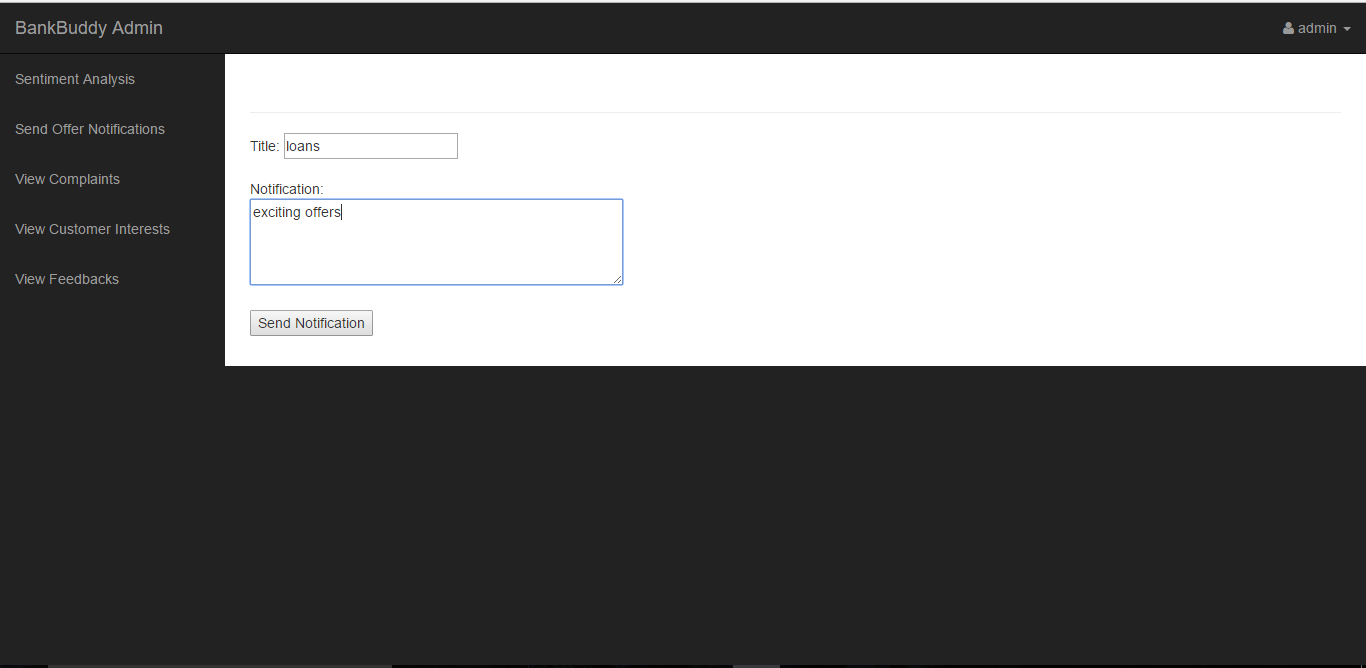 BankBuddy Admin
admin
Sentiment Analysis
Send Offer Notifications
View Complaints
View Customer Interests
View Feedbacks
Title: loans
Notification:
exciting offers
Send Notification